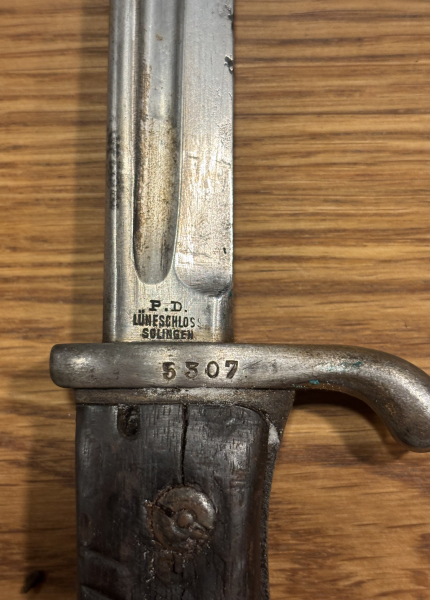 P.D.
LÜNESCHLOSS
SOLINGEN
5307